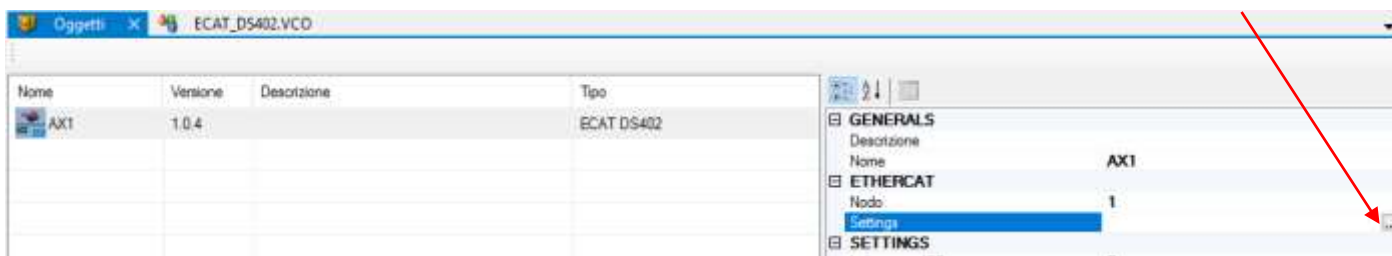 Oggetti ECAT_DS402.VCO
Nome Versione Descrizione Tipo
AX1 1.0.4 ECAT DS402
GENERALS
Descrizione
Nome AX1
ETHERCAT
Nodo 1
Settings ...
SETTINGS